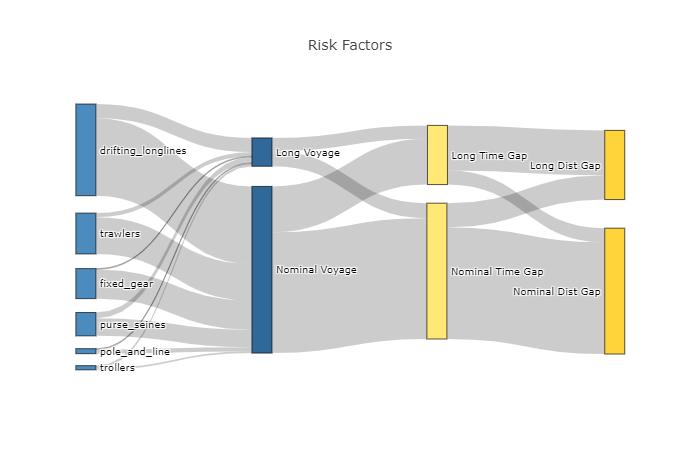 Risk Factors
drifting_longlines
trawlers
fixed_gear
purse_seines
pole_and_line
trollers
Long Voyage
Nominal Voyage
Long Time Gap
Nominal Time Gap
Long Dist Gap
Nominal Dist Gap